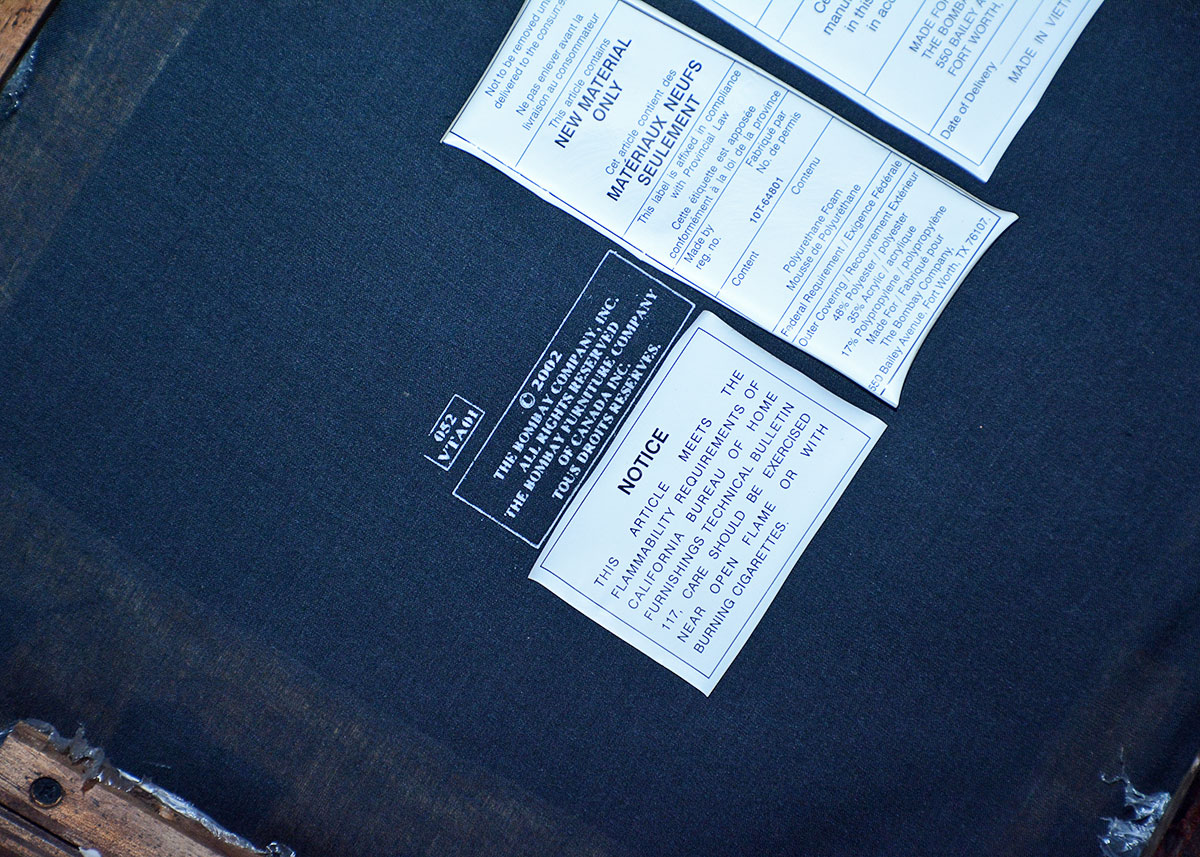 Not to be removed
delivered to the
Ne pas enlever avant la
livraison au consommateur
This article contains
NEW MATERIAL
ONLY
Cet article contient des
MATÉRIAUX NEUFS
SEULEMENT
This label is affixed in compliance
with Provincial Law
Cette étiquette est apposée
conformément à la loi de la province
Made by Fabriqué par
reg. no. No. de permis
10T-64801
Content Contenu
Polyurethane Foam
Mousse de Polyuréthane
Federal Requirement / Exigence Fédérale
Outer Covering / Recouvrement Extérieur
48% Polyester / polyester
35% Acrylic / acrylique
17% Polypropylene / polypropylène
Made For / Fabriqué pour
The Bombay Company,
550 Bailey Avenue, Fort Worth, TX 76107.
in this
MADE FOR
THE
550 BAILEY
FORT WORTH,
Date of Delivery
MADE IN
052
VTA01
© 2002
THE BOMBAY COMPANY, INC.
ALL RIGHTS RESERVED
THE BOMBAY FURNITURE COMPANY
OF CANADA INC.
TOUS DROITS RESERVES.
NOTICE
THIS ARTICLE MEETS THE
FLAMMABILITY REQUIREMENTS OF
CALIFORNIA BUREAU OF HOME
FURNISHINGS TECHNICAL BULLETIN
117. CARE SHOULD BE EXERCISED
NEAR OPEN FLAME OR WITH
BURNING CIGARETTES.